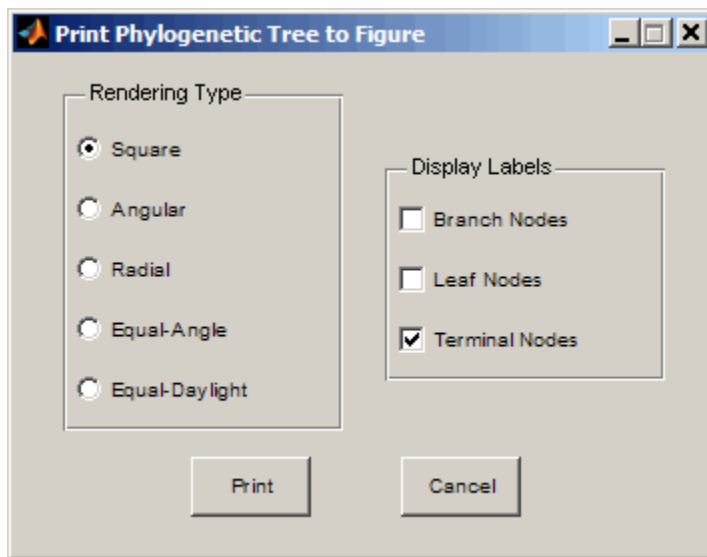 Print Phylogenetic Tree to Figure
Rendering Type
Square
Angular
Radial
Equal-Angle
Equal-Daylight
Display Labels
Branch Nodes
Leaf Nodes
Terminal Nodes
Print
Cancel